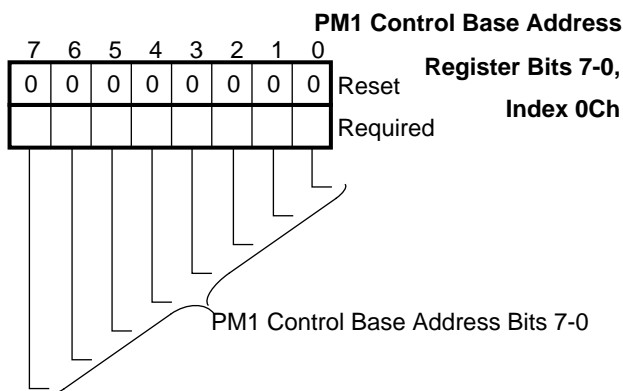 PM1 Control Base Address
Register Bits 7-0,
Index 0Ch
7 6 5 4 3 2 1 0
0 0 0 0 0 0 0 0 Reset
Required
PM1 Control Base Address Bits 7-0